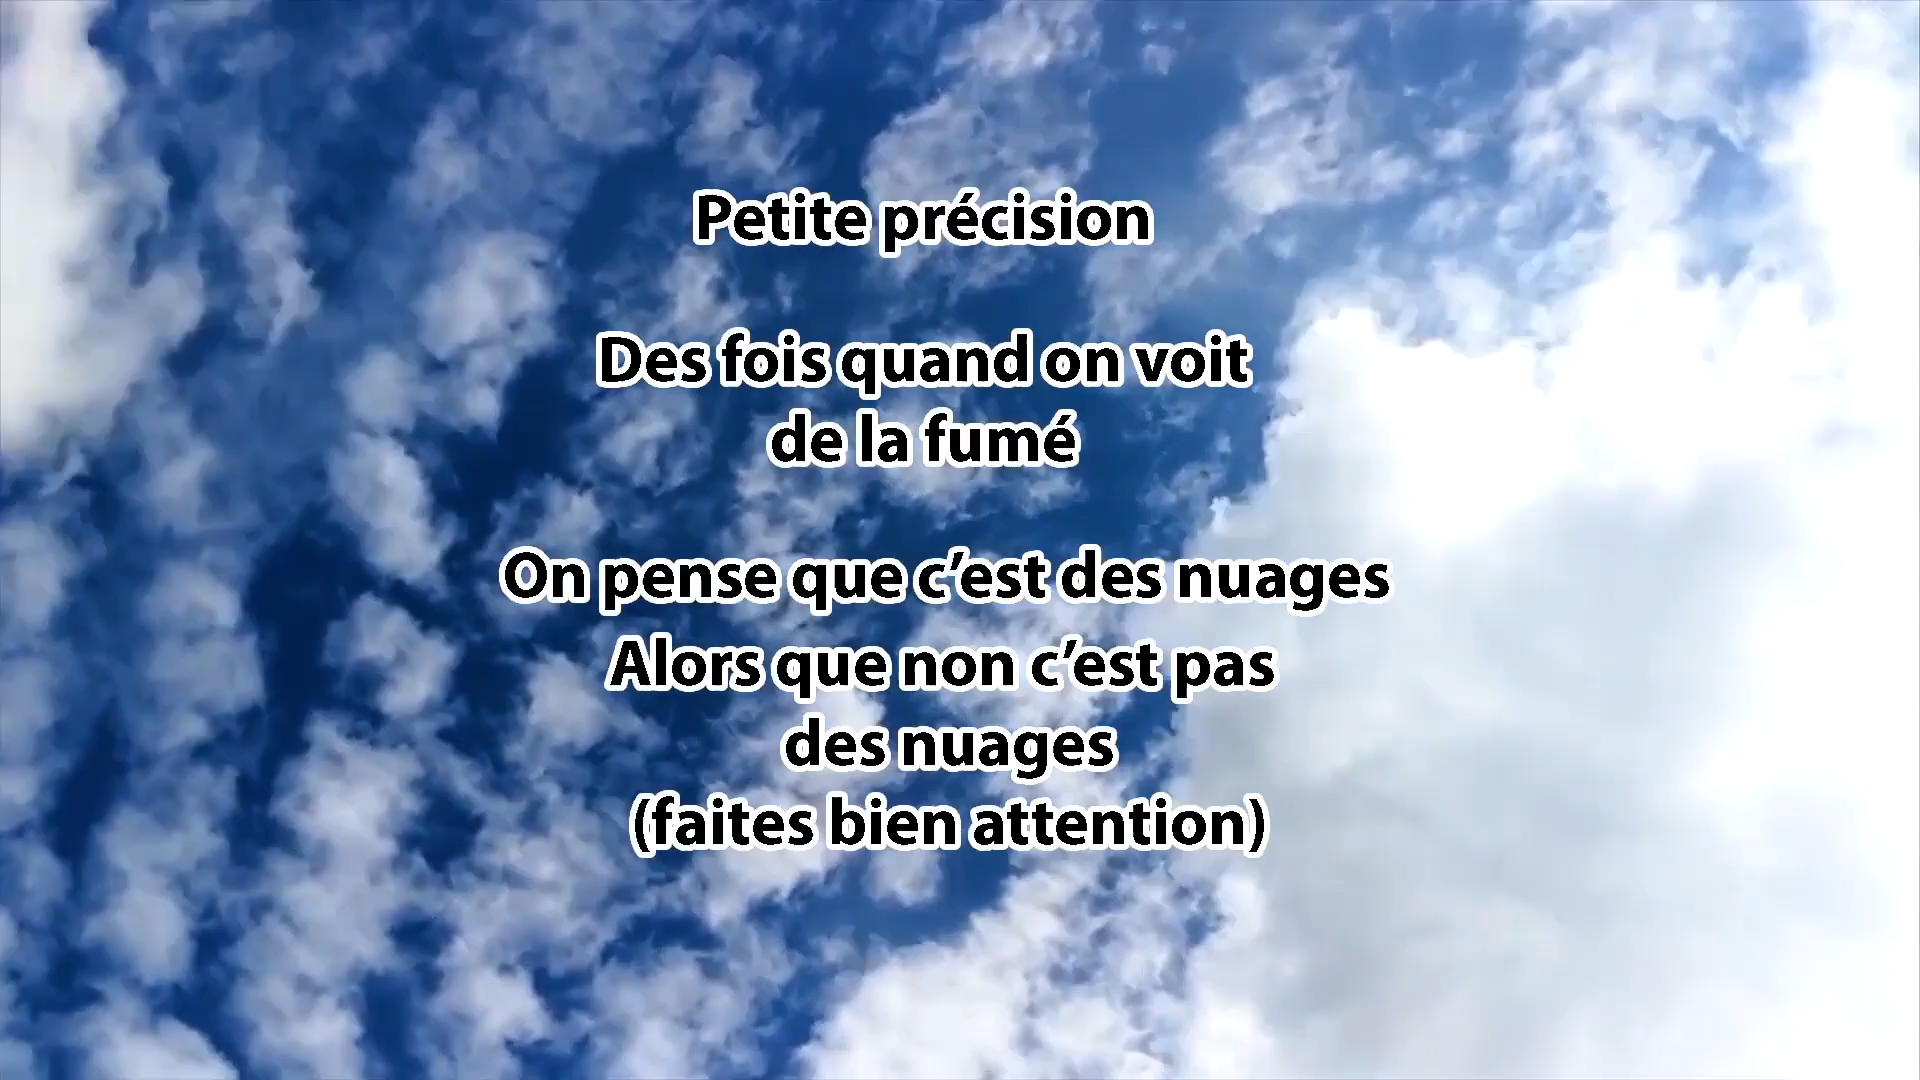 Petite précision
Des fois quand on voit
de la fumé
On pense que c’est des nuages
Alors que non c’est pas
des nuages
(faites bien attention)